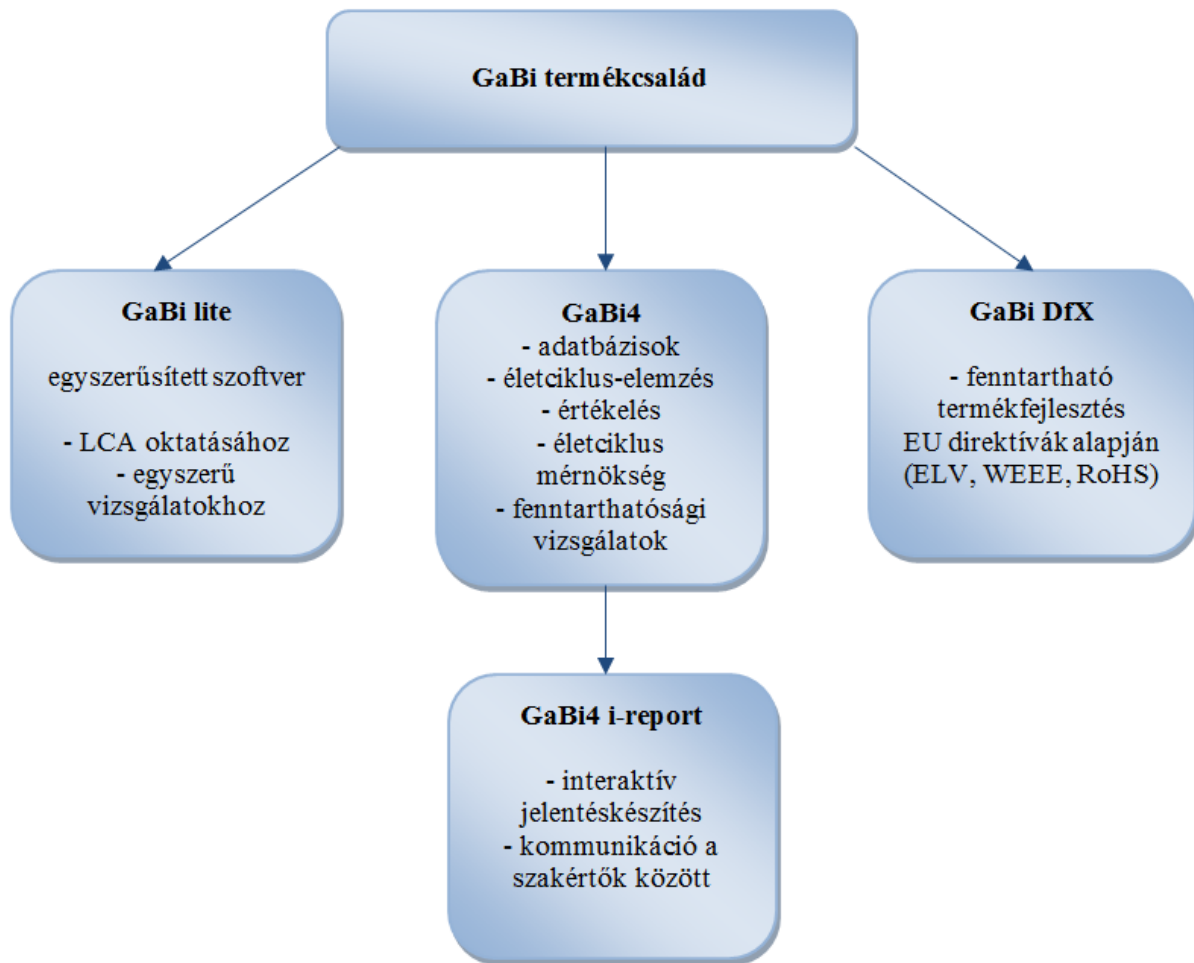 GaBi termékcsalád
GaBi lite
egyszerűsített szoftver
- LCA oktatásához
- egyszerű
vizsgálatokhoz
GaBi4
- adatbázisok
- életciklus-elemzés
- értékelés
- életciklus
mérnökség
- fenntarthatósági
vizsgálatok
GaBi DfX
- fenntartható
termékfejlesztés
EU direktívák alapján
(ELV, WEEE, RoHS)
GaBi4 i-report
- interaktív
jelentéskészítés
- kommunikáció a
szakértők között